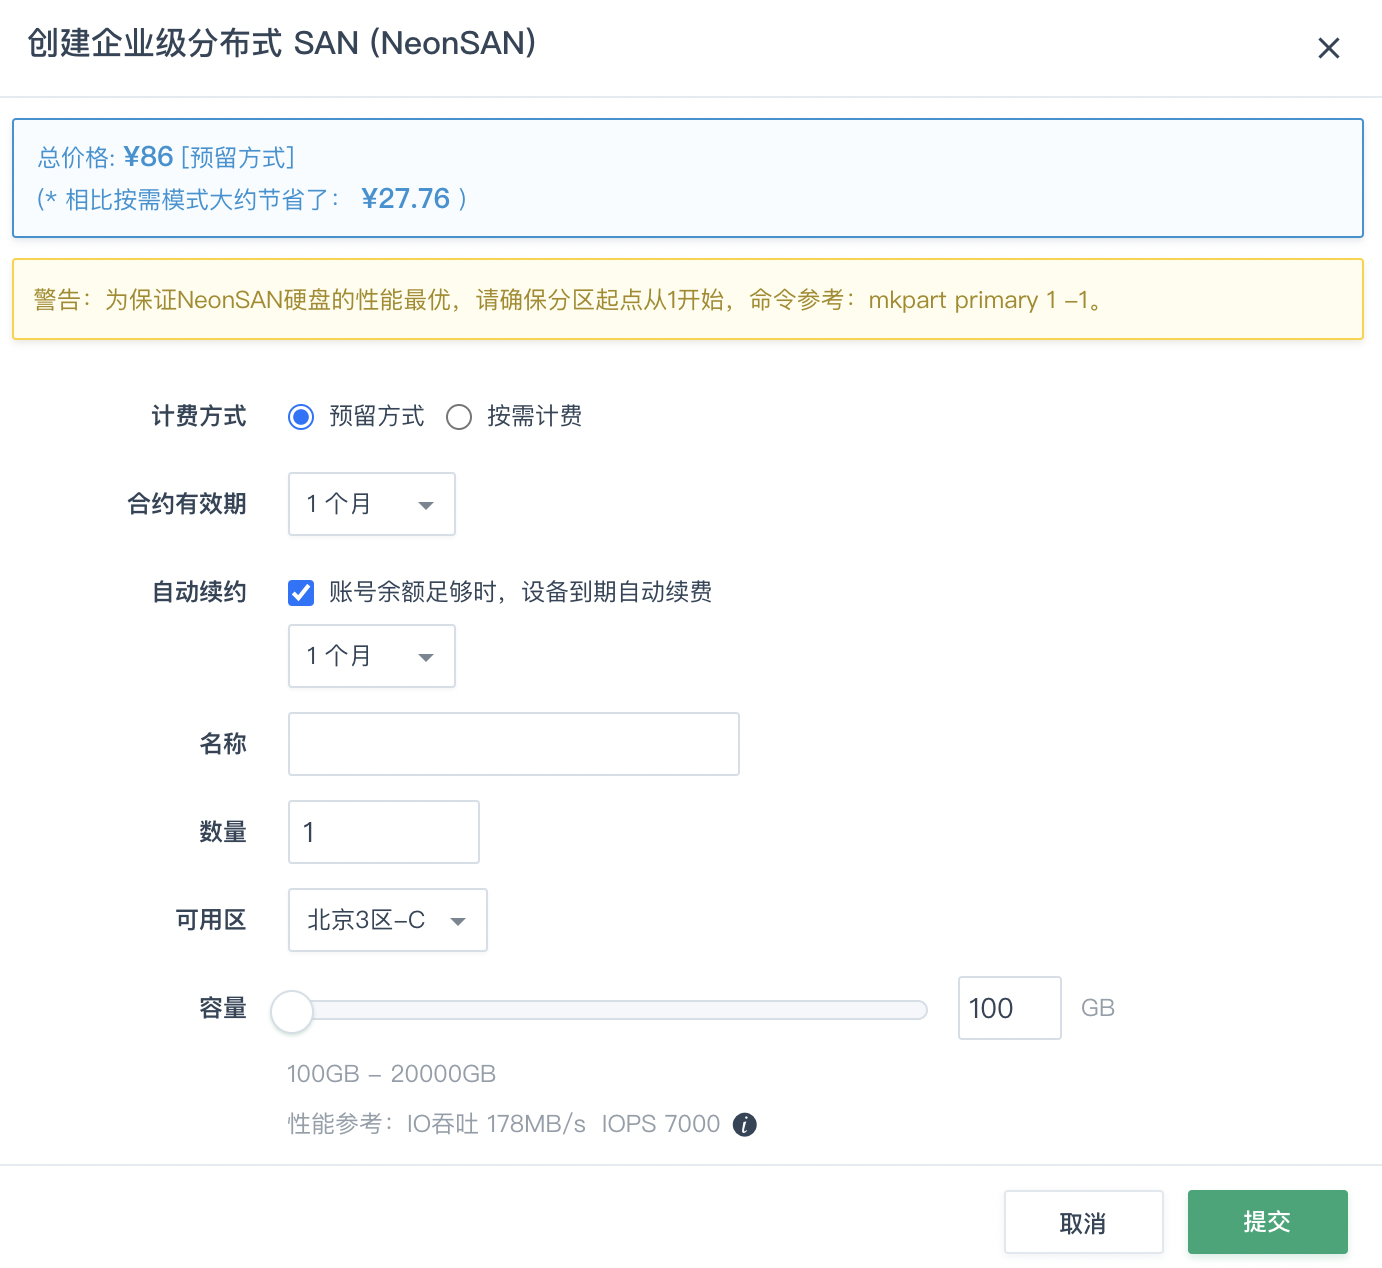 创建企业级分布式 SAN (NeonSAN)
总价格: ¥86 [预留方式]
(* 相比按需模式大约节省了： ¥27.76 )
警告：为保证NeonSAN硬盘的性能最优，请确保分区起点从1开始，命令参考：mkpart primary 1 -1。
计费方式 预留方式 按需计费
合约有效期 1 个月
自动续约 账号余额足够时，设备到期自动续费
1 个月
名称
数量 1
可用区 北京3区-C
容量 100 GB
100GB – 20000GB
性能参考：IO吞吐 178MB/s IOPS 7000 i
取消 提交